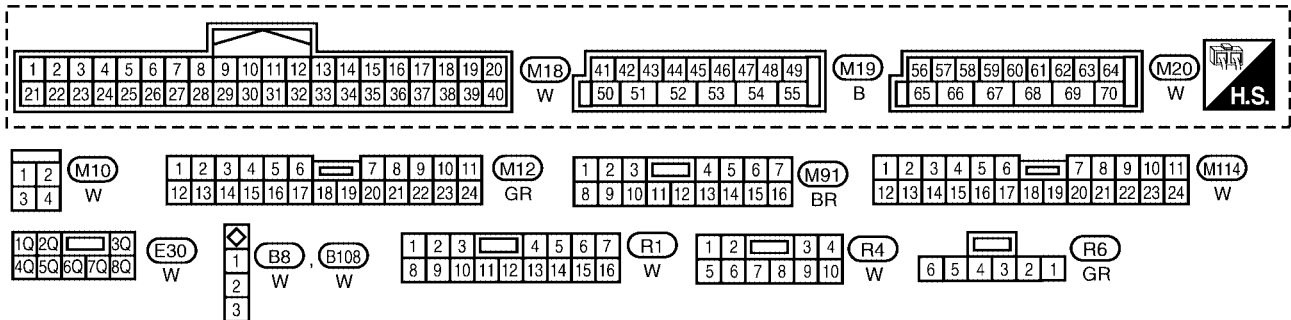 1 2 3 4 5 6 7 8 9 10 11 12 13 14 15 16 17 18 19 20 M18 41 42 43 44 45 46 47 48 49 M19 56 57 58 59 60 61 62 63 64 M20
21 22 23 24 25 26 27 28 29 30 31 32 33 34 35 36 37 38 39 40 W 50 51 52 53 54 55 B 65 66 67 68 69 70 W H.S.
1 2 M10 1 2 3 4 5 6 7 8 9 10 11 M12 1 2 3 4 5 6 7 M91 1 2 3 4 5 6 7 8 9 10 11 M114
3 4 W 12 13 14 15 16 17 18 19 20 21 22 23 24 GR 8 9 10 11 12 13 14 15 16 BR 12 13 14 15 16 17 18 19 20 21 22 23 24 W
1Q 2Q 3Q E30 1 B8 , B108 1 2 3 4 5 6 7 R1 1 2 3 4 R4 R6
4Q 5Q 6Q 7Q 8Q W 2 W W 8 9 10 11 12 13 14 15 16 W 5 6 7 8 9 10 W 6 5 4 3 2 1 GR
3